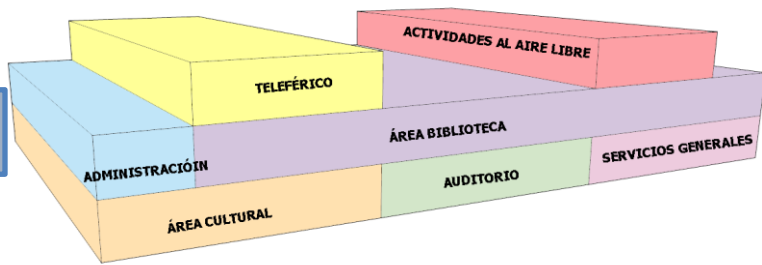 ACTIVIDADES AL AIRE LIBRE
TELEFÉRICO
ÁREA BIBLIOTECA
ADMINISTRACIÓIN
SERVICIOS GENERALES
AUDITORIO
ÁREA CULTURAL